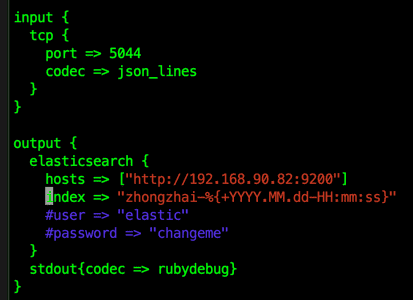 input {
  tcp {
    port => 5044
    codec => json_lines
  }
}
output {
  elasticsearch {
    hosts => ["http://192.168.90.82:9200"]
    index => "zhongzhai-%{+YYYY.MM.dd-HH:mm:ss}"
    #user => "elastic"
    #password => "changeme"
  }
  stdout{codec => rubydebug}
}